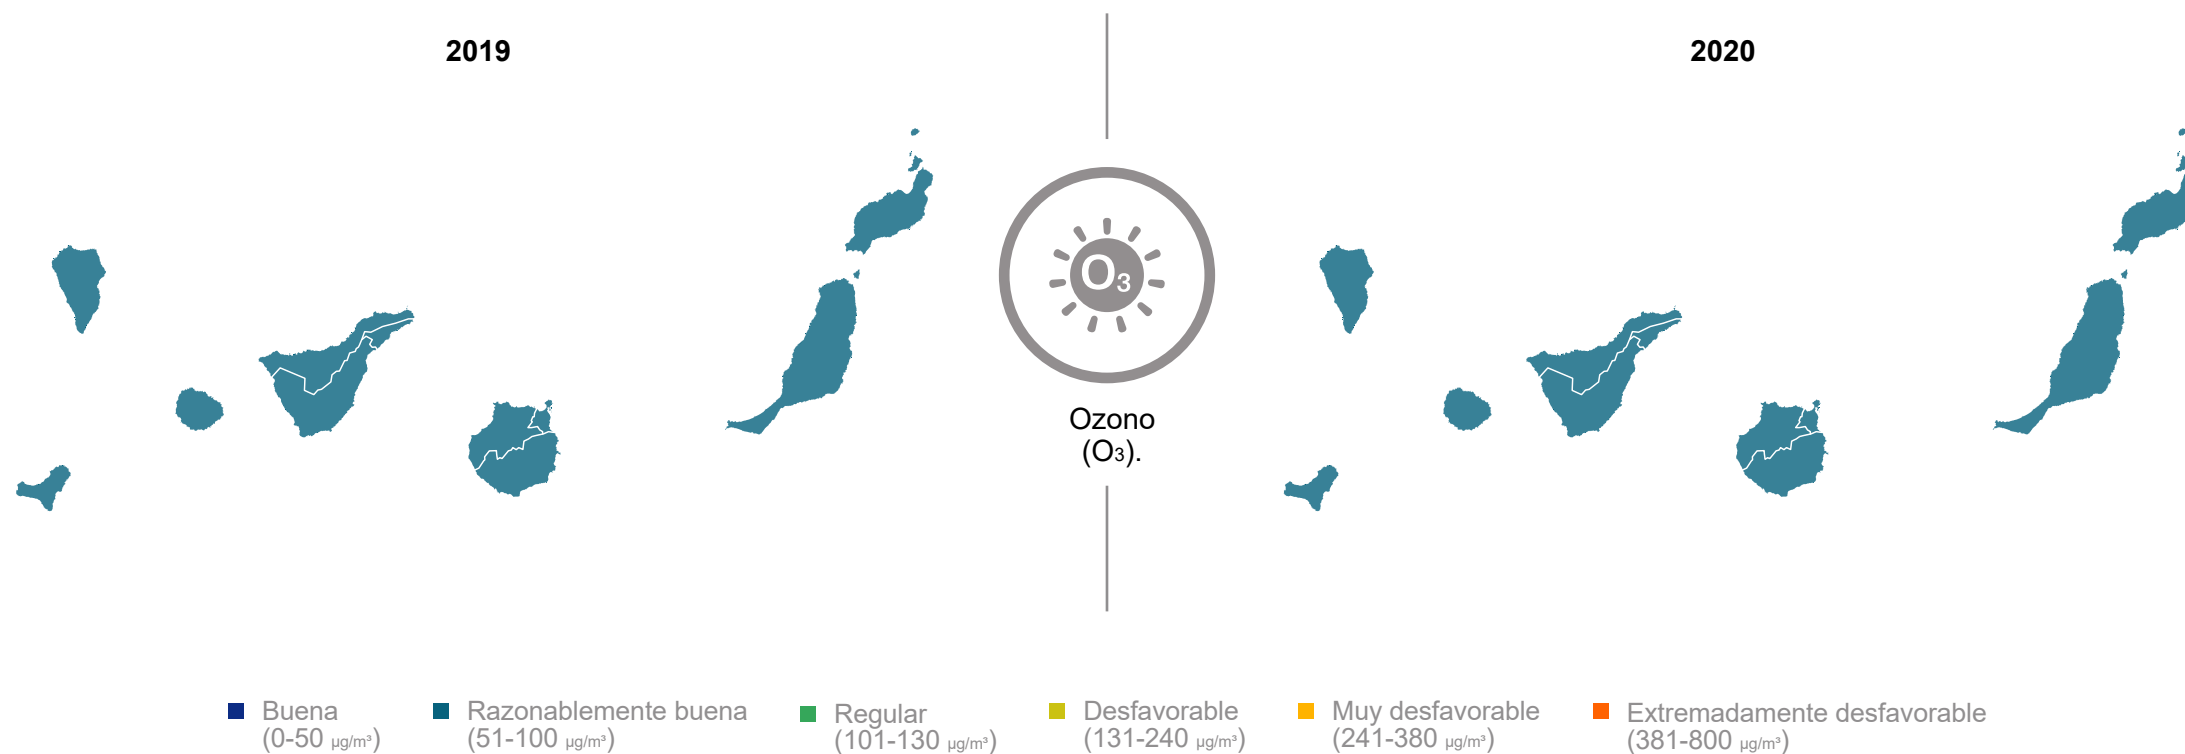 2019
2020
O₃
Ozono
(O₃).
Buena
(0-50 µg/m³)
Razonablemente buena
(51-100 µg/m³)
Regular
(101-130 µg/m³)
Desfavorable
(131-240 µg/m³)
Muy desfavorable
(241-380 µg/m³)
Extremadamente desfavorable
(381-800 µg/m³)